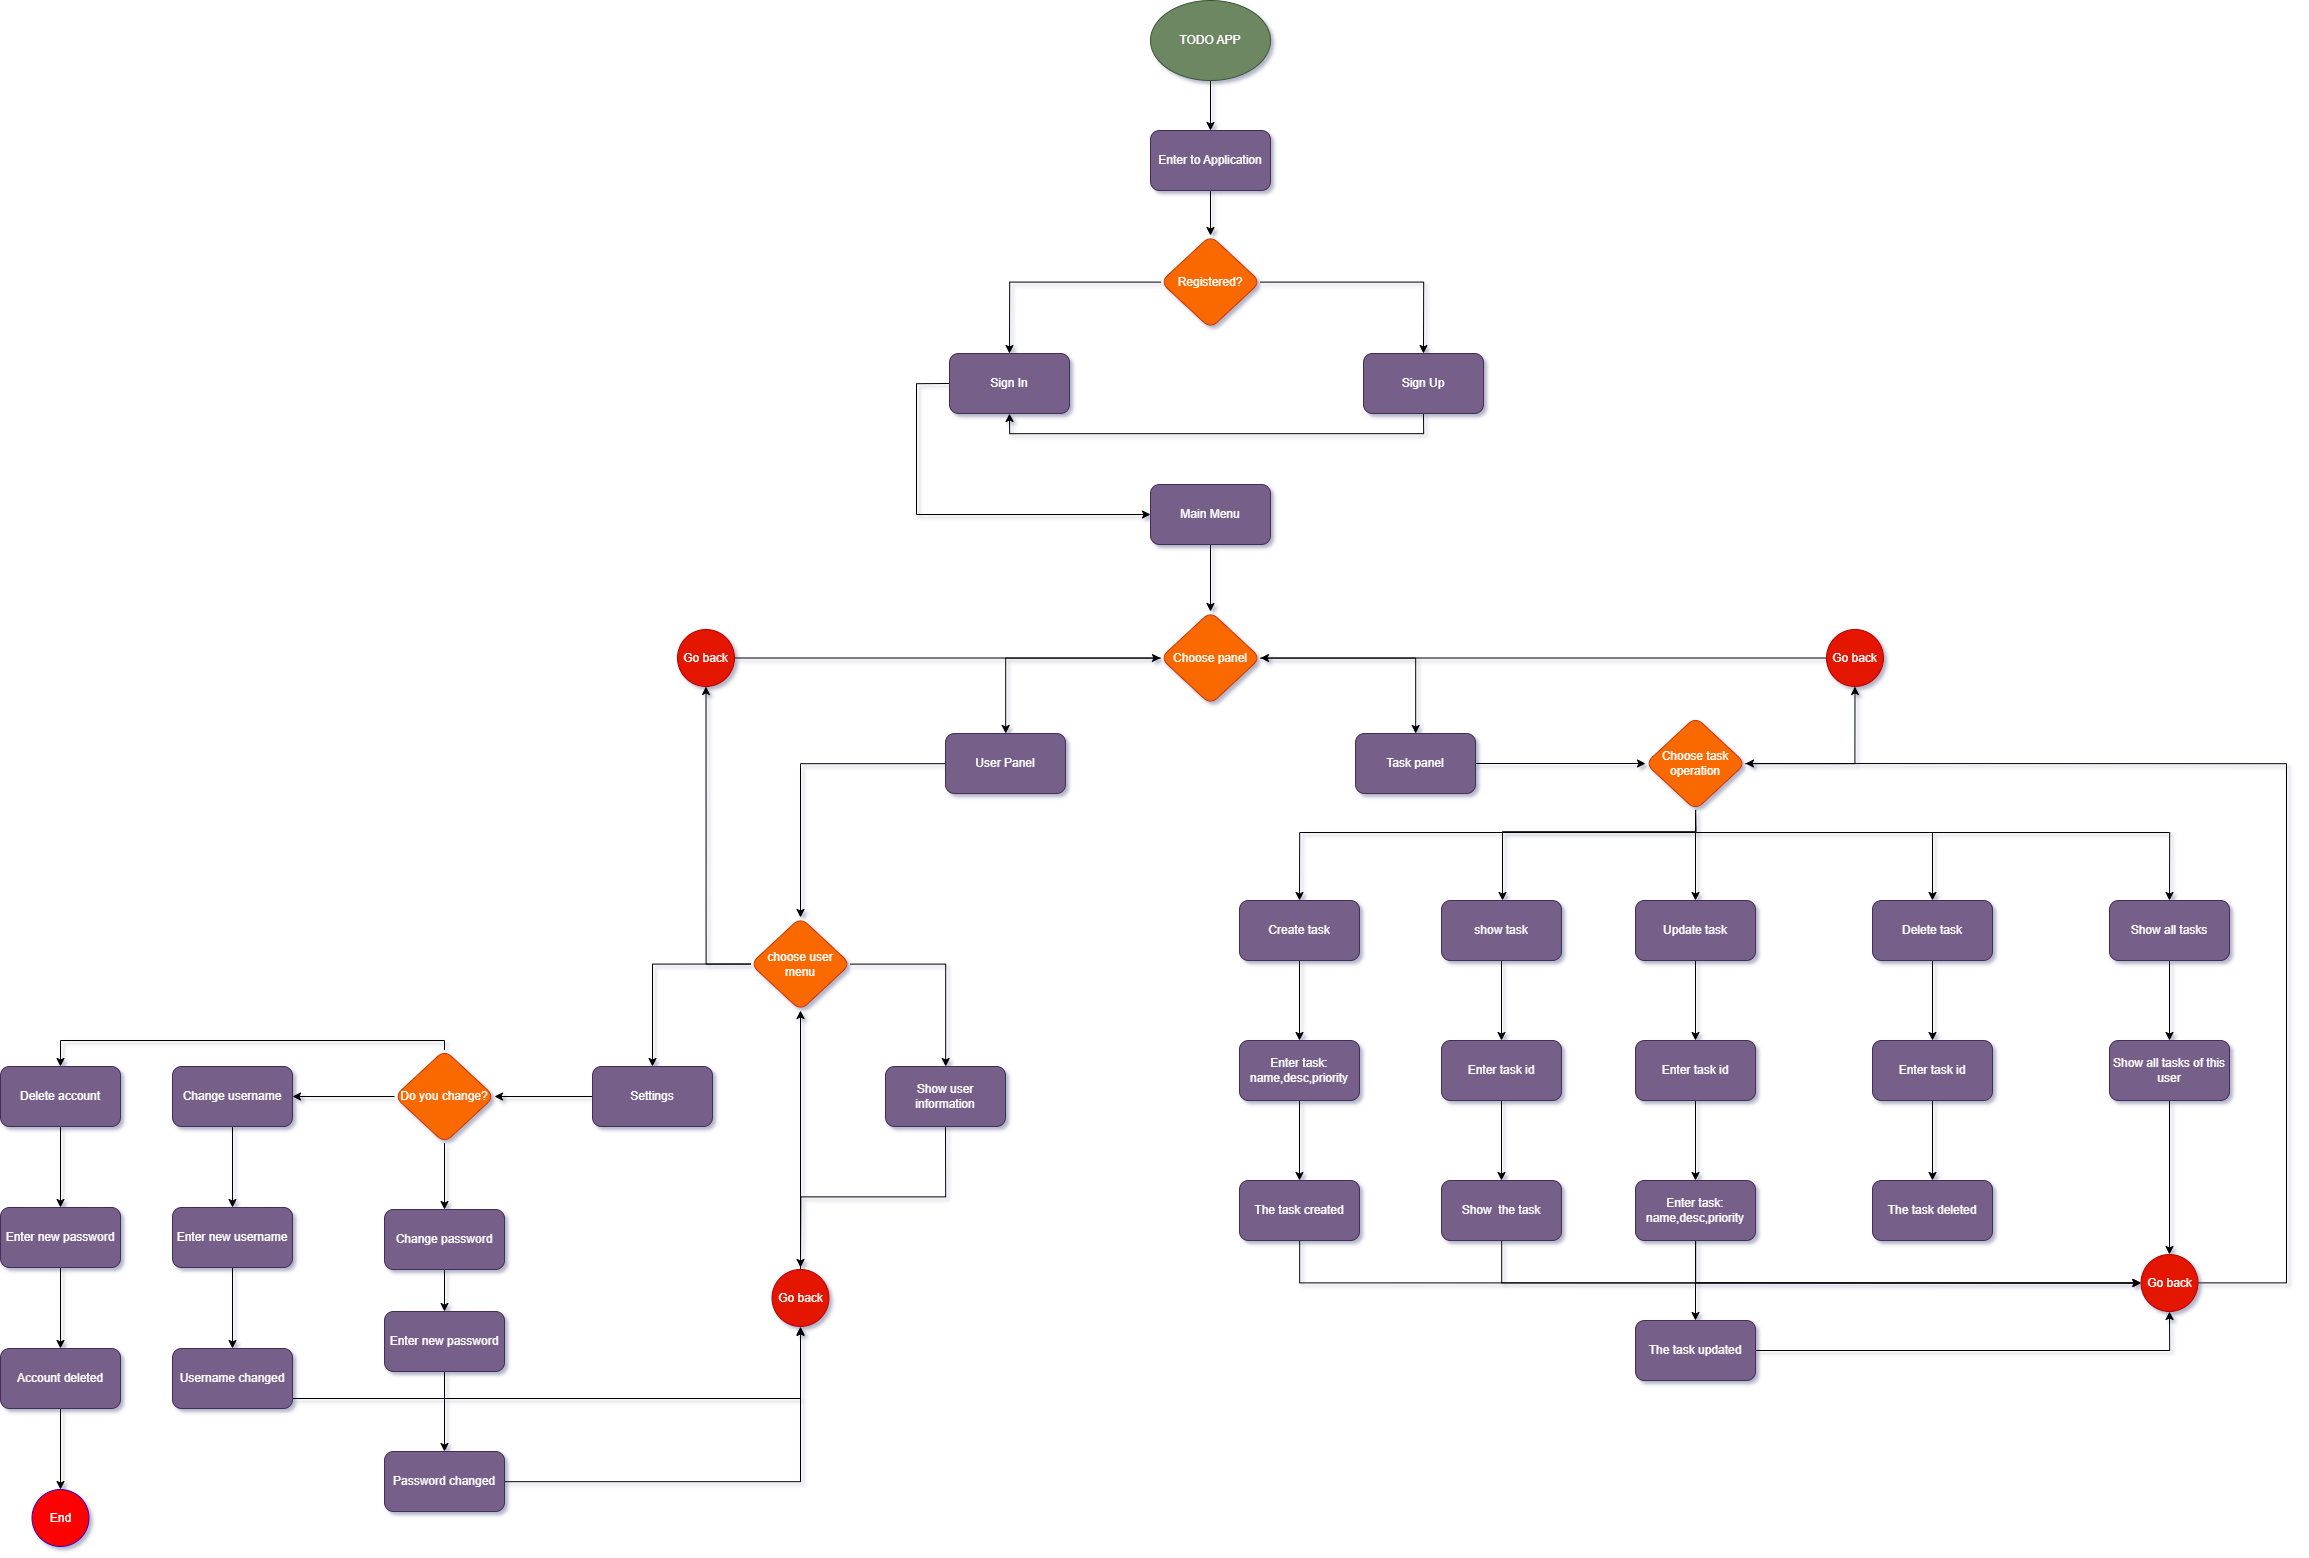 TODO APP
Enter to Application
Registered?
Sign In
Sign Up
Main Menu
Go back
Choose panel
Go back
User Panel
Task panel
Choose task
operation
Create task
show task
Update task
Delete task
Show all tasks
choose user
menu
Enter task:
name,desc,priority
Enter task id
Enter task id
Enter task id
Show all tasks of this
user
Delete account
Change username
Do you change?
Settings
Show user
information
The task created
Show  the task
Enter task:
name,desc,priority
The task deleted
Enter new password
Enter new username
Change password
Go back
Go back
Enter new password
The task updated
Account deleted
Username changed
Password changed
End